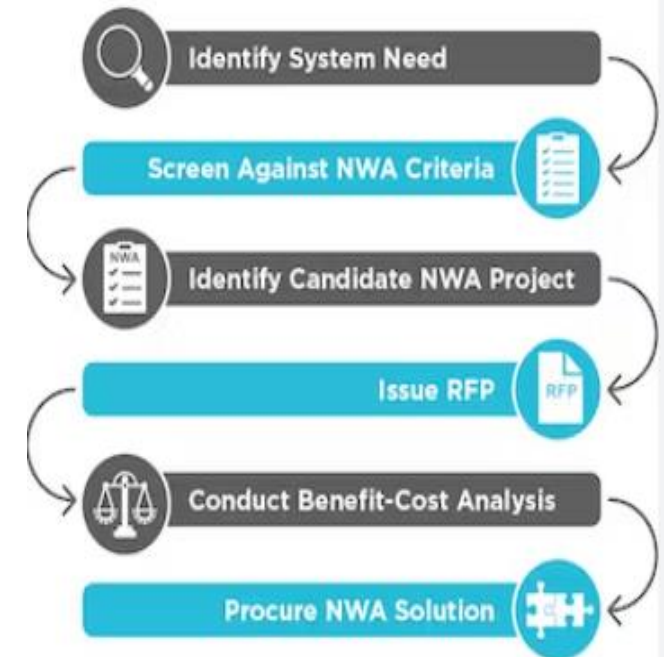 Identify System Need
Screen Against NWA Criteria
NWA
Identify Candidate NWA Project
Issue RFP
RFP
Conduct Benefit-Cost Analysis
Procure NWA Solution